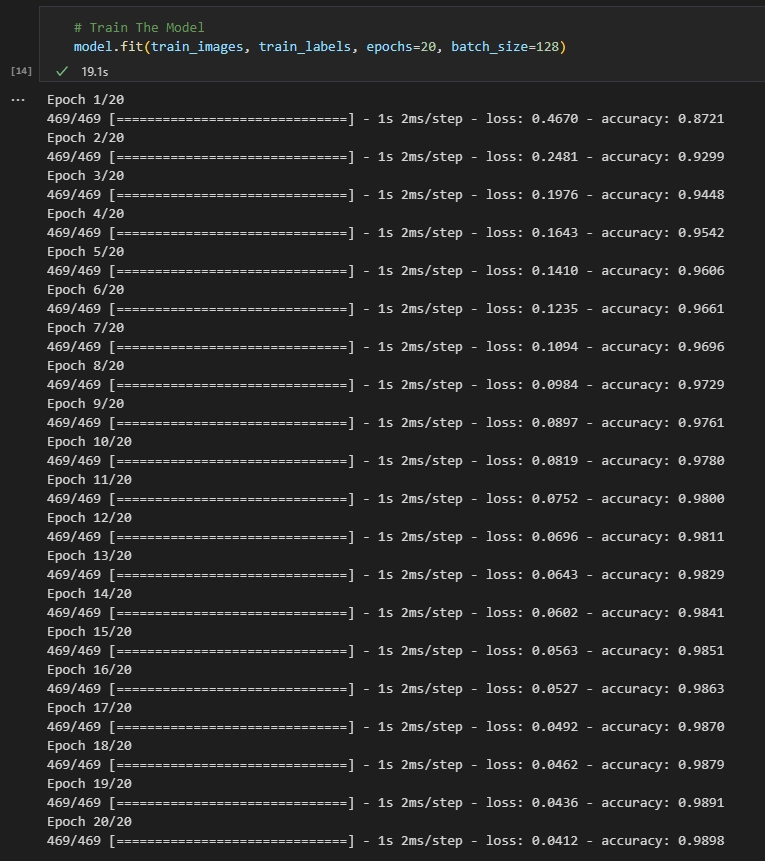 # Train The Model
model.fit(train_images, train_labels, epochs=20, batch_size=128)
[14] ✓ 19.1s
... Epoch 1/20
469/469 [==============================] - 1s 2ms/step - loss: 0.4670 - accuracy: 0.8721
Epoch 2/20
469/469 [==============================] - 1s 2ms/step - loss: 0.2481 - accuracy: 0.9299
Epoch 3/20
469/469 [==============================] - 1s 2ms/step - loss: 0.1976 - accuracy: 0.9448
Epoch 4/20
469/469 [==============================] - 1s 2ms/step - loss: 0.1643 - accuracy: 0.9542
Epoch 5/20
469/469 [==============================] - 1s 2ms/step - loss: 0.1410 - accuracy: 0.9606
Epoch 6/20
469/469 [==============================] - 1s 2ms/step - loss: 0.1235 - accuracy: 0.9661
Epoch 7/20
469/469 [==============================] - 1s 2ms/step - loss: 0.1094 - accuracy: 0.9696
Epoch 8/20
469/469 [==============================] - 1s 2ms/step - loss: 0.0984 - accuracy: 0.9729
Epoch 9/20
469/469 [==============================] - 1s 2ms/step - loss: 0.0897 - accuracy: 0.9761
Epoch 10/20
469/469 [==============================] - 1s 2ms/step - loss: 0.0819 - accuracy: 0.9780
Epoch 11/20
469/469 [==============================] - 1s 2ms/step - loss: 0.0752 - accuracy: 0.9800
Epoch 12/20
469/469 [==============================] - 1s 2ms/step - loss: 0.0696 - accuracy: 0.9811
Epoch 13/20
469/469 [==============================] - 1s 2ms/step - loss: 0.0643 - accuracy: 0.9829
Epoch 14/20
469/469 [==============================] - 1s 2ms/step - loss: 0.0602 - accuracy: 0.9841
Epoch 15/20
469/469 [==============================] - 1s 2ms/step - loss: 0.0563 - accuracy: 0.9851
Epoch 16/20
469/469 [==============================] - 1s 2ms/step - loss: 0.0527 - accuracy: 0.9863
Epoch 17/20
469/469 [==============================] - 1s 2ms/step - loss: 0.0492 - accuracy: 0.9870
Epoch 18/20
469/469 [==============================] - 1s 2ms/step - loss: 0.0462 - accuracy: 0.9879
Epoch 19/20
469/469 [==============================] - 1s 2ms/step - loss: 0.0436 - accuracy: 0.9891
Epoch 20/20
469/469 [==============================] - 1s 2ms/step - loss: 0.0412 - accuracy: 0.9898